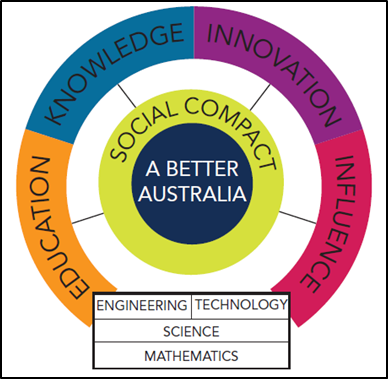 KNOWLEDGE
INNOVATION
EDUCATION
INFLUENCE
SOCIAL COMPACT
A BETTER
AUSTRALIA
ENGINEERING TECHNOLOGY
SCIENCE
MATHEMATICS